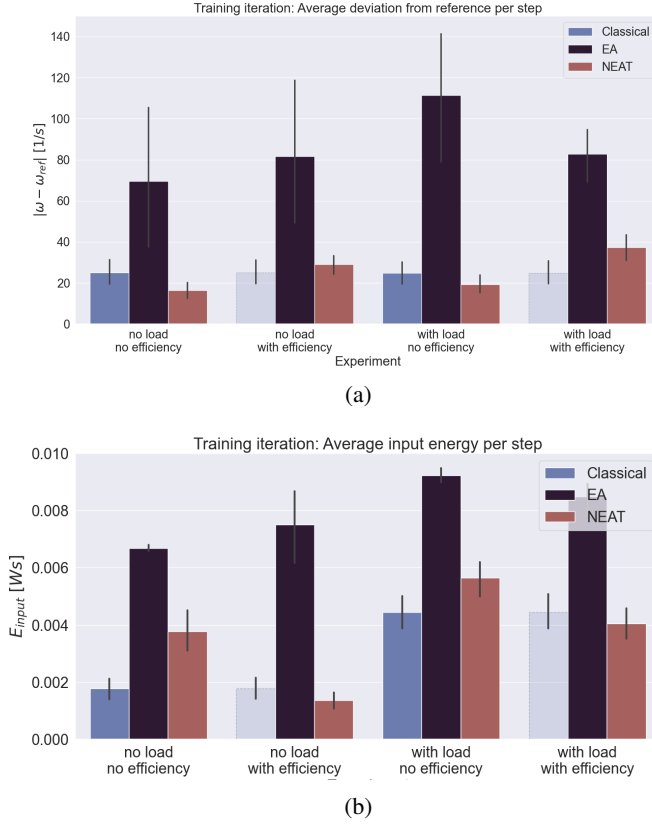 Training iteration: Average deviation from reference per step
140
120
100
80
60
40
20
0
|ω − ω_ref| [1/s]
Classical
EA
NEAT
no load
no efficiency
no load
with efficiency
with load
no efficiency
with load
with efficiency
Experiment
(a)
Training iteration: Average input energy per step
0.010
0.008
0.006
0.004
0.002
0.000
E_input [Ws]
Classical
EA
NEAT
no load
no efficiency
no load
with efficiency
with load
no efficiency
with load
with efficiency
(b)